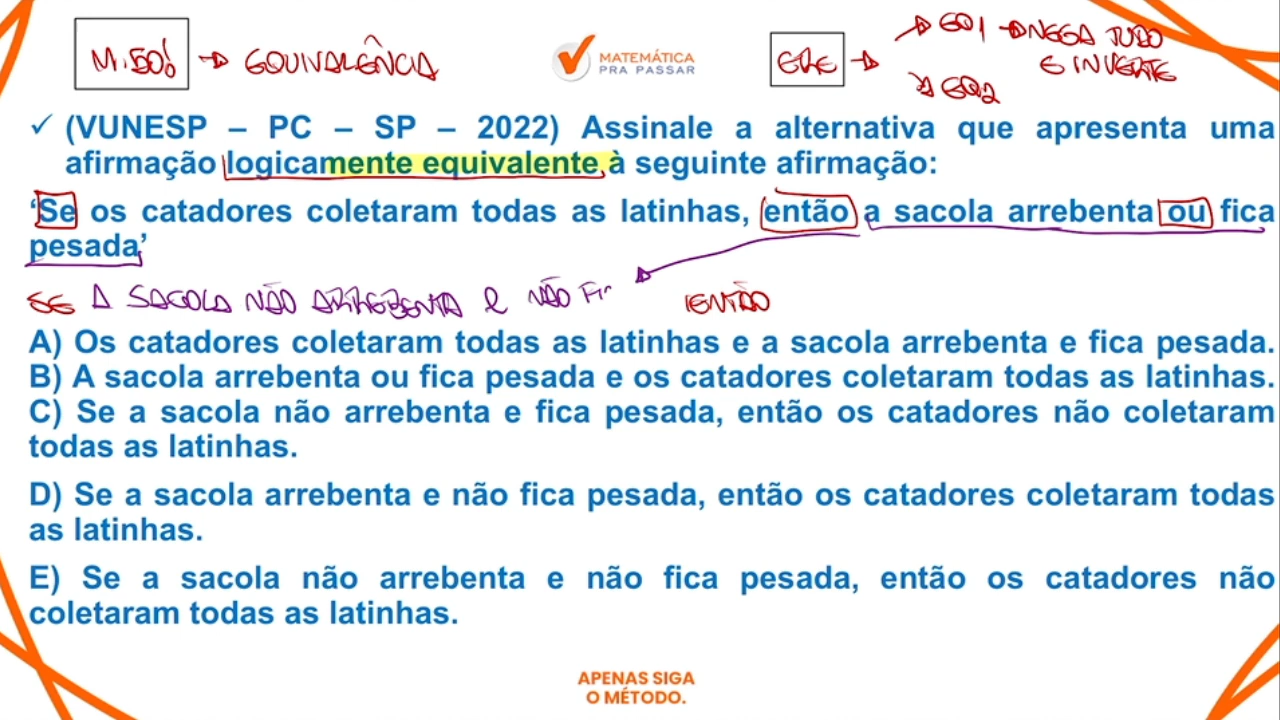 M.50! → EQUIVALÊNCIA
MATEMÁTICA
PRA PASSAR
→ EQ1 → NEGA TUDO
E INVERTE
→ EQ2
✓ (VUNESP – PC – SP – 2022) Assinale a alternativa que apresenta uma
afirmação logicamente equivalente à seguinte afirmação:
‘Se os catadores coletaram todas as latinhas, então a sacola arrebenta ou fica
pesada’
SE A SACOLA NÃO ARREBENTA E NÃO FI ENTÃO
A) Os catadores coletaram todas as latinhas e a sacola arrebenta e fica pesada.
B) A sacola arrebenta ou fica pesada e os catadores coletaram todas as latinhas.
C) Se a sacola não arrebenta e fica pesada, então os catadores não coletaram
todas as latinhas.
D) Se a sacola arrebenta e não fica pesada, então os catadores coletaram todas
as latinhas.
E) Se a sacola não arrebenta e não fica pesada, então os catadores não
coletaram todas as latinhas.
APENAS SIGA
O MÉTODO.